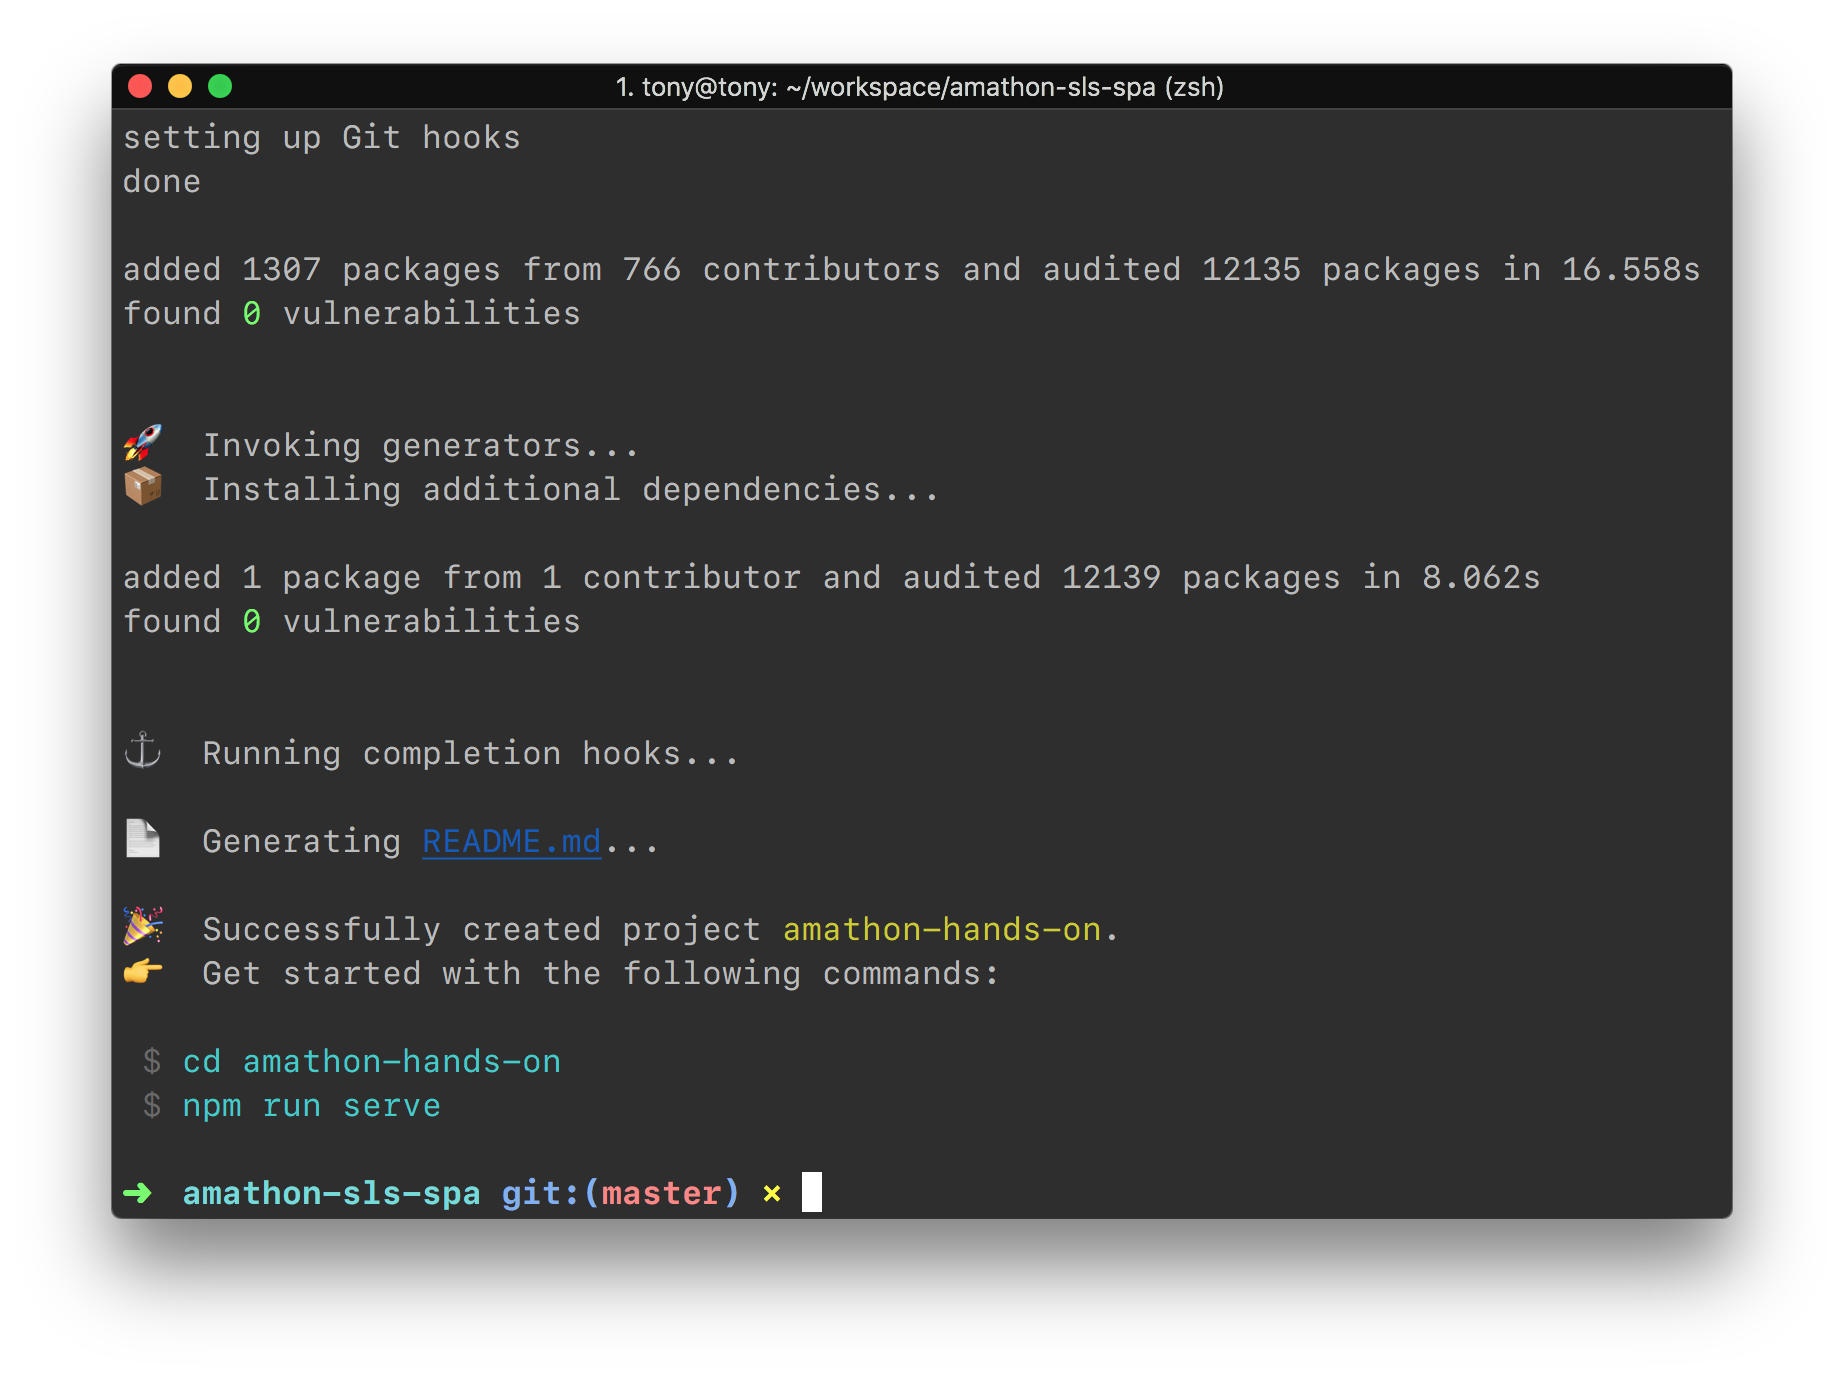 1. tony@tony: ~/workspace/amathon-sls-spa (zsh)
setting up Git hooks
done
added 1307 packages from 766 contributors and audited 12135 packages in 16.558s
found 0 vulnerabilities
🚀 Invoking generators...
📦 Installing additional dependencies...
added 1 package from 1 contributor and audited 12139 packages in 8.062s
found 0 vulnerabilities
⚓ Running completion hooks...
📄 Generating README.md...
🎉 Successfully created project amathon-hands-on.
👉 Get started with the following commands:
$ cd amathon-hands-on
$ npm run serve
➜ amathon-sls-spa git:(master) ×